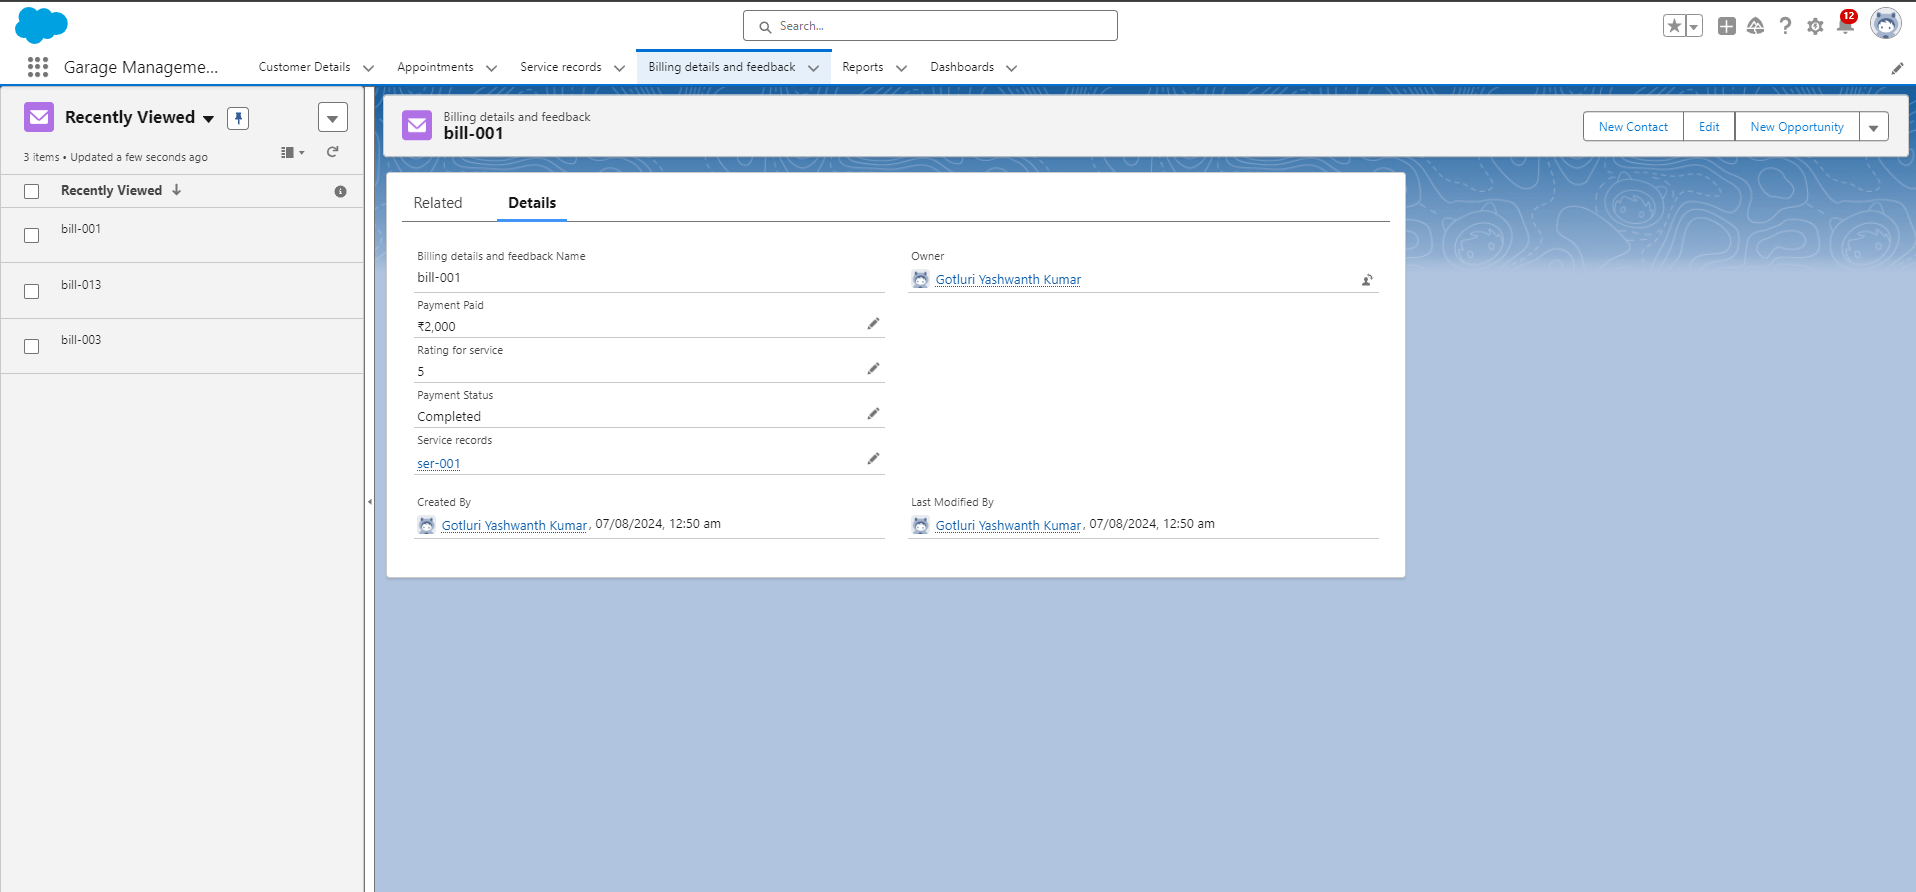 Search...
12
Garage Manageme...
Customer Details
Appointments
Service records
Billing details and feedback
Reports
Dashboards
Recently Viewed
3 items • Updated a few seconds ago
Recently Viewed
bill-001
bill-013
bill-003
Billing details and feedback
bill-001
New Contact
Edit
New Opportunity
Related
Details
Billing details and feedback Name
bill-001
Owner
Gotluri Yashwanth Kumar
Payment Paid
₹2,000
Rating for service
5
Payment Status
Completed
Service records
ser-001
Created By
Gotluri Yashwanth Kumar, 07/08/2024, 12:50 am
Last Modified By
Gotluri Yashwanth Kumar, 07/08/2024, 12:50 am